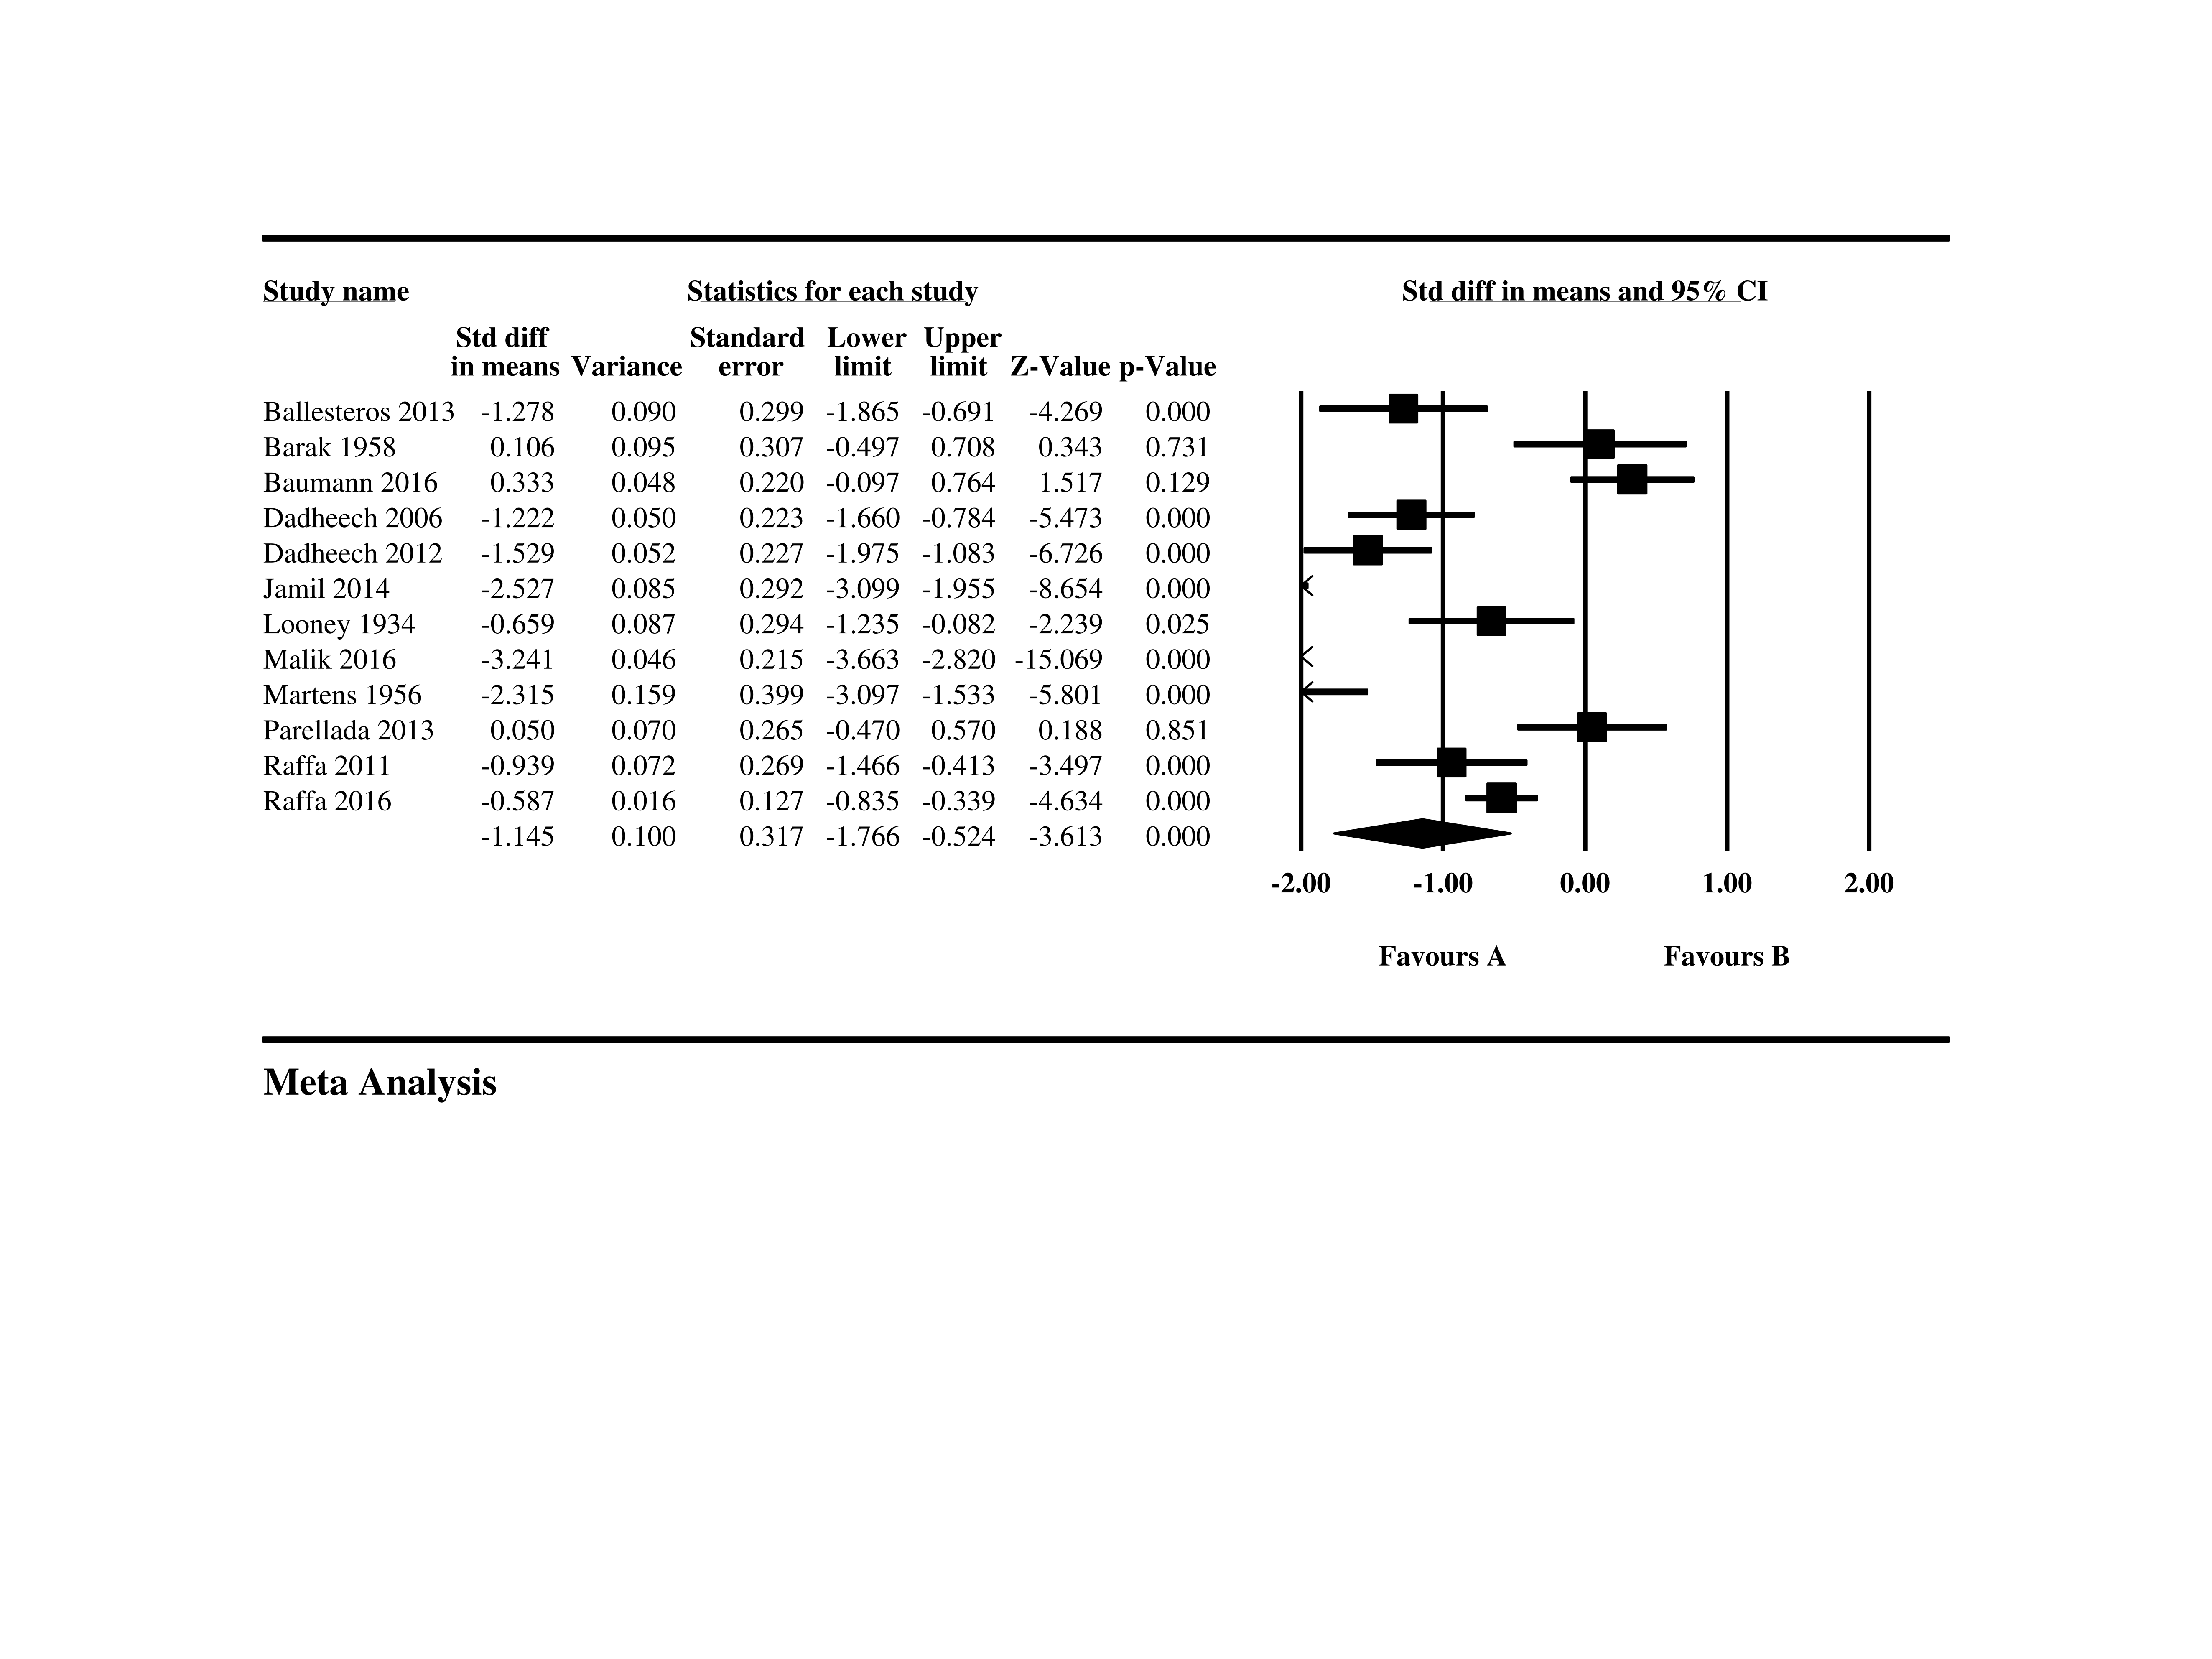 Study name Statistics for each study Std diff in means and 95% CI
Std diff Standard Lower Upper
in means Variance error limit limit Z-Value p-Value
Ballesteros 2013 -1.278 0.090 0.299 -1.865 -0.691 -4.269 0.000
Barak 1958 0.106 0.095 0.307 -0.497 0.708 0.343 0.731
Baumann 2016 0.333 0.048 0.220 -0.097 0.764 1.517 0.129
Dadheech 2006 -1.222 0.050 0.223 -1.660 -0.784 -5.473 0.000
Dadheech 2012 -1.529 0.052 0.227 -1.975 -1.083 -6.726 0.000
Jamil 2014 -2.527 0.085 0.292 -3.099 -1.955 -8.654 0.000
Looney 1934 -0.659 0.087 0.294 -1.235 -0.082 -2.239 0.025
Malik 2016 -3.241 0.046 0.215 -3.663 -2.820 -15.069 0.000
Martens 1956 -2.315 0.159 0.399 -3.097 -1.533 -5.801 0.000
Parellada 2013 0.050 0.070 0.265 -0.470 0.570 0.188 0.851
Raffa 2011 -0.939 0.072 0.269 -1.466 -0.413 -3.497 0.000
Raffa 2016 -0.587 0.016 0.127 -0.835 -0.339 -4.634 0.000
-1.145 0.100 0.317 -1.766 -0.524 -3.613 0.000
-2.00 -1.00 0.00 1.00 2.00
Favours A Favours B
Meta Analysis